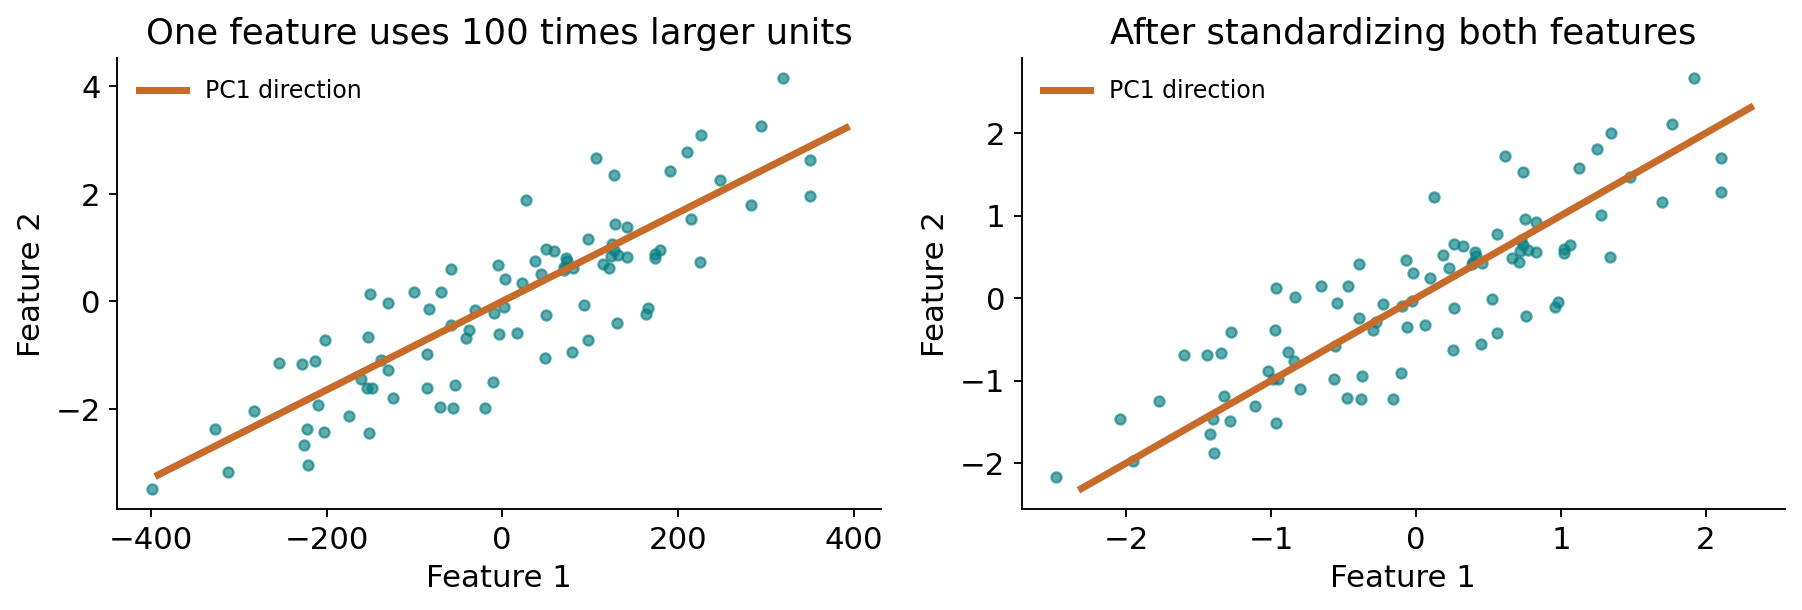 One feature uses 100 times larger units
PC1 direction
4
2
0
−2
Feature 2
−400
−200
0
200
400
Feature 1
After standardizing both features
PC1 direction
2
1
0
−1
−2
Feature 2
−2
−1
0
1
2
Feature 1